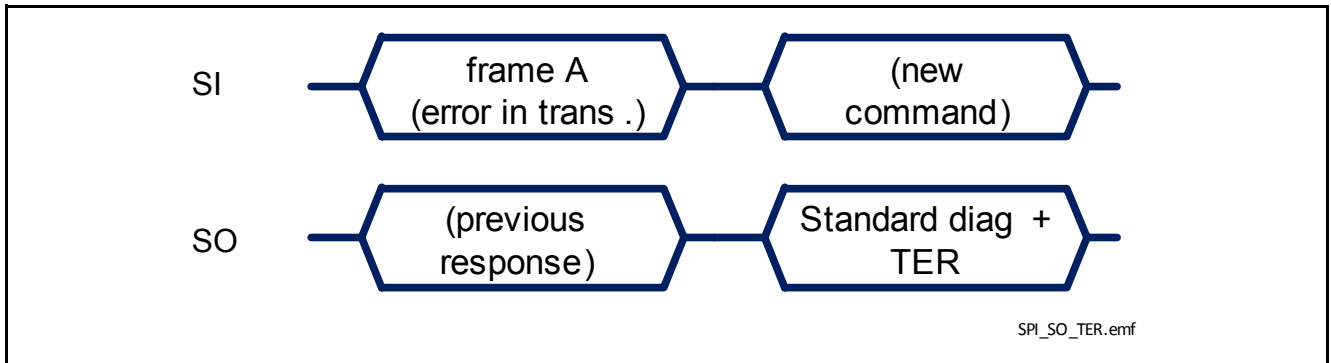 SI
frame A
(error in trans .)
(new
command)
SO
(previous
response)
Standard diag +
TER
SPI_SO_TER.emf